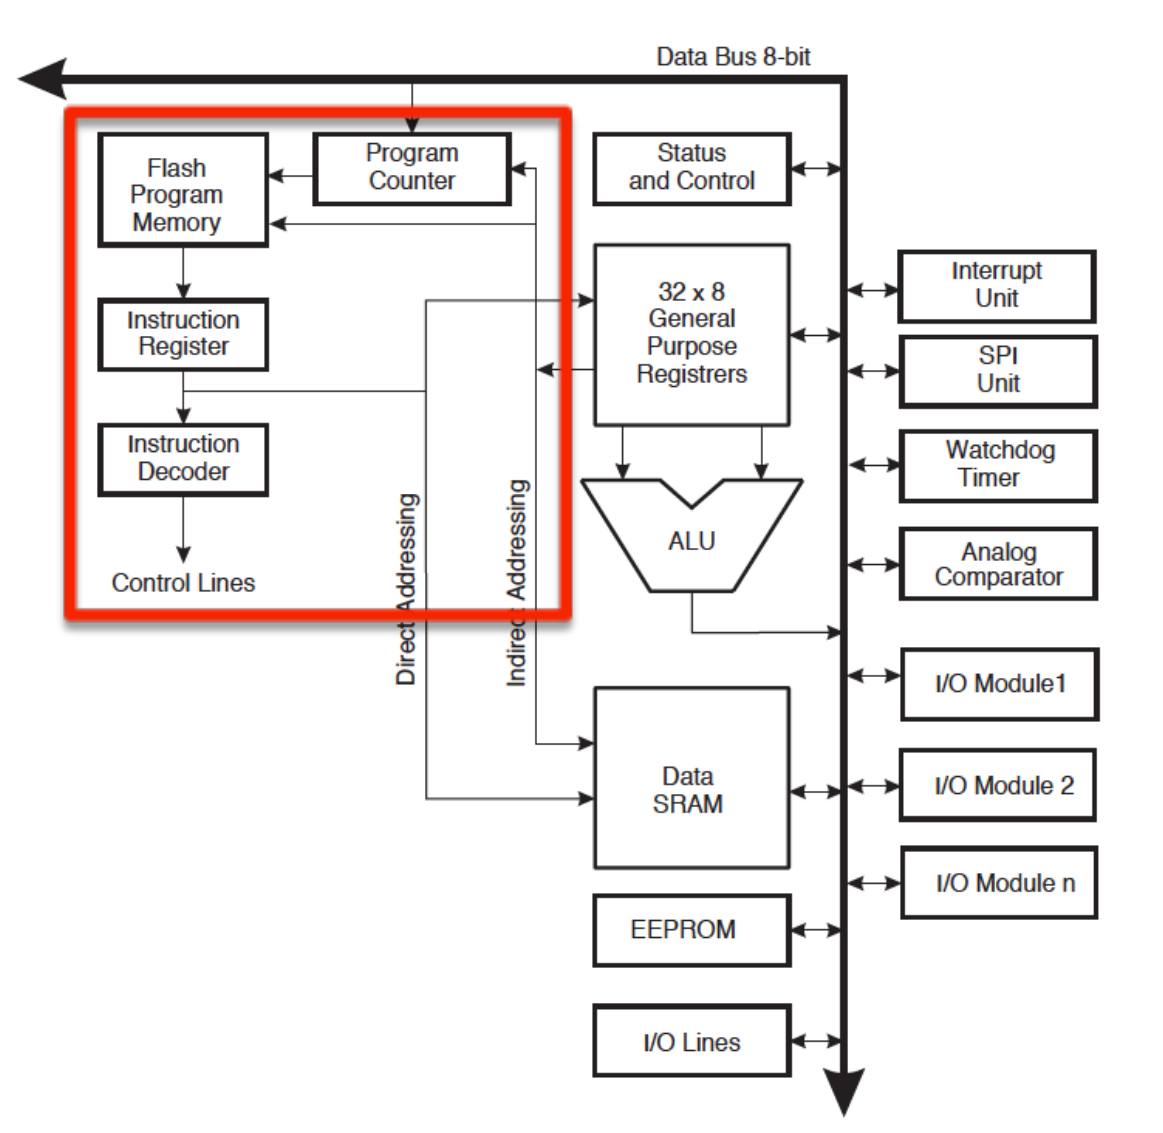 Data Bus 8-bit
Flash
Program
Memory
Program
Counter
Status
and Control
Instruction
Register
32 x 8
General
Purpose
Registrers
Interrupt
Unit
SPI
Unit
Instruction
Decoder
Watchdog
Timer
Control Lines
Direct Addressing
Indirect Addressing
ALU
Analog
Comparator
I/O Module1
Data
SRAM
I/O Module 2
I/O Module n
EEPROM
I/O Lines